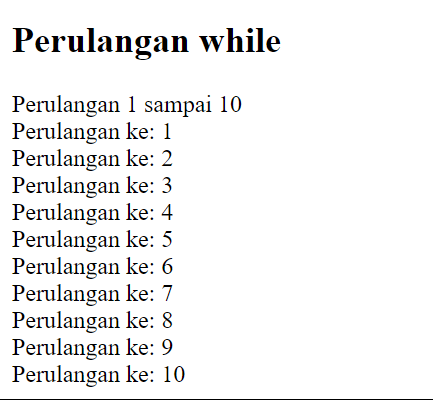 Perulangan while
Perulangan 1 sampai 10
Perulangan ke: 1
Perulangan ke: 2
Perulangan ke: 3
Perulangan ke: 4
Perulangan ke: 5
Perulangan ke: 6
Perulangan ke: 7
Perulangan ke: 8
Perulangan ke: 9
Perulangan ke: 10